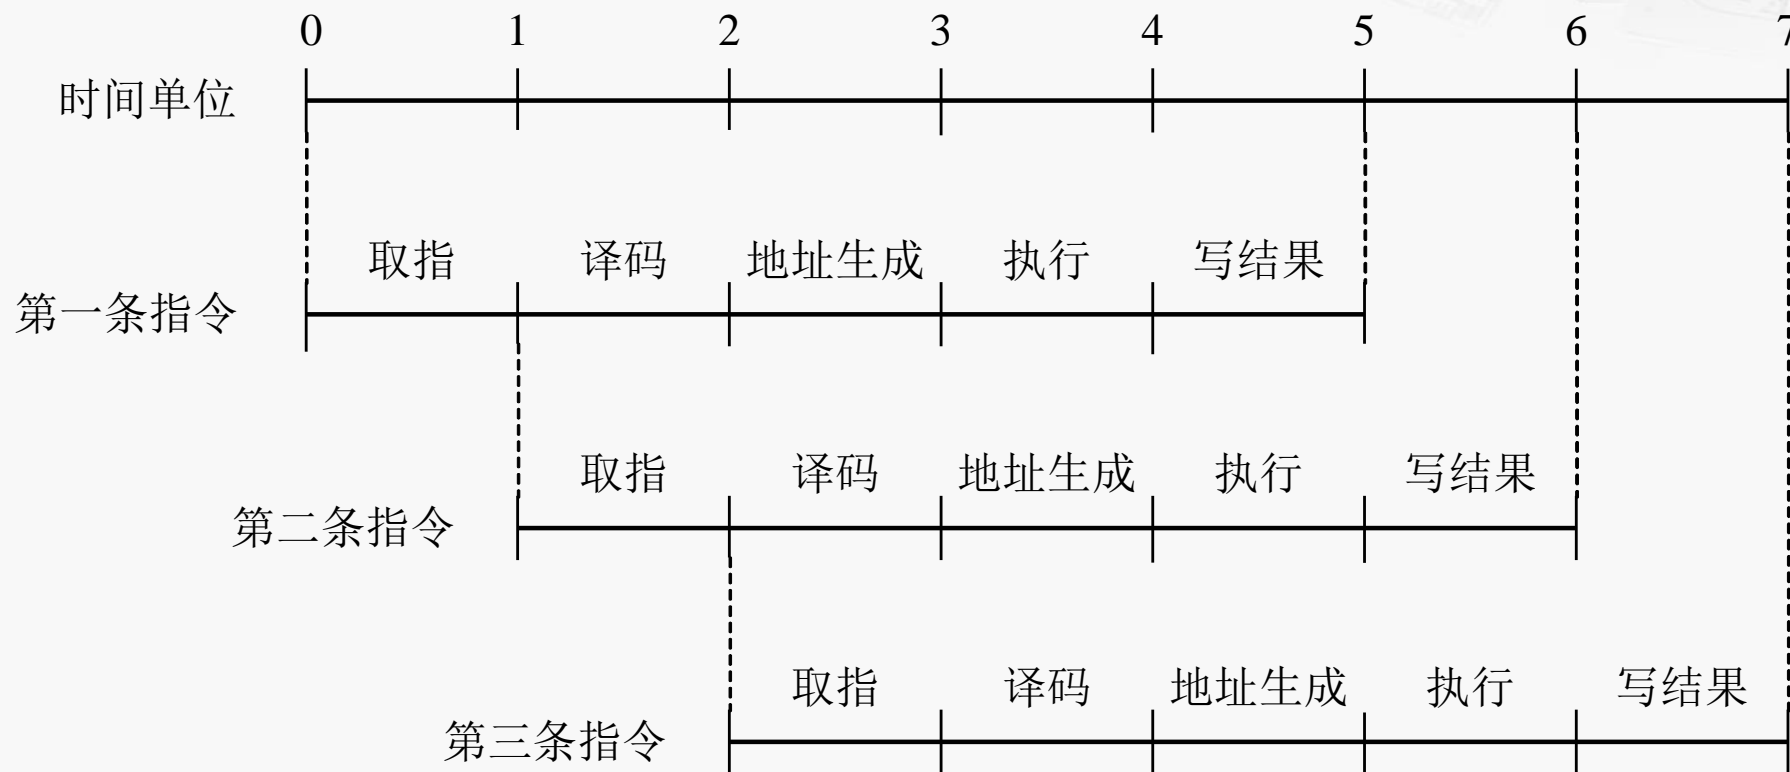 0 1 2 3 4 5 6 7
时间单位
取指 译码 地址生成 执行 写结果
第一条指令
取指 译码 地址生成 执行 写结果
第二条指令
取指 译码 地址生成 执行 写结果
第三条指令